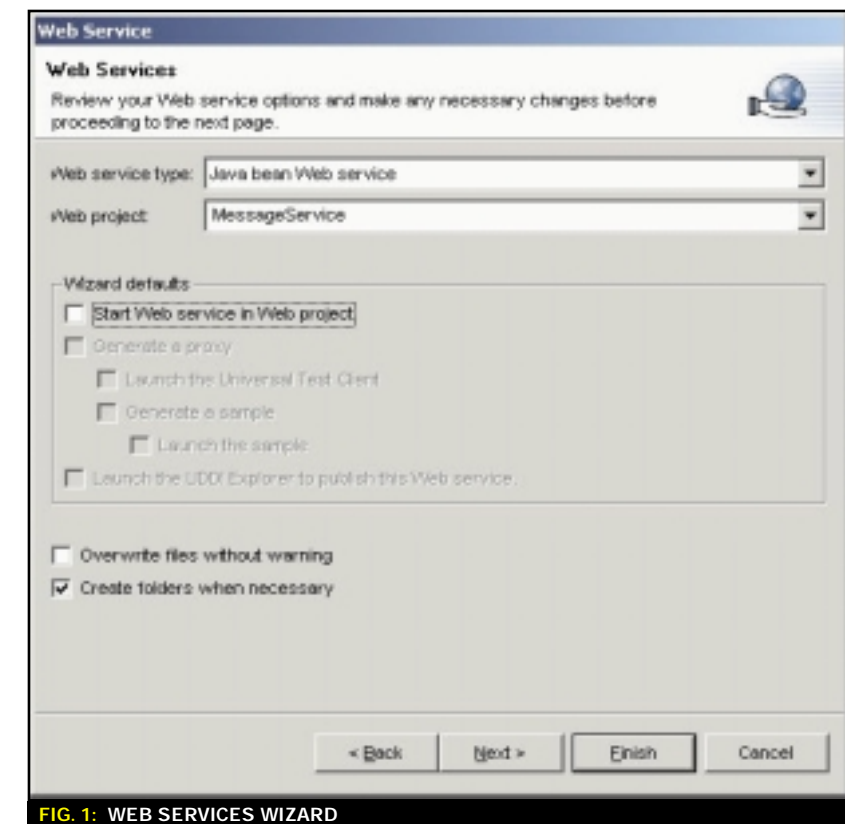 Web Service
Web Services
Review your Web service options and make any necessary changes before
proceeding to the next page.
Web service type: Java bean Web service
Web project: MessageService
Wizard defaults
Start Web service in Web project
Generate a proxy
Launch the Universal Test Client
Generate a sample
Launch the sample
Launch the UDDI Explorer to publish this Web service.
Overwrite files without warning
Create folders when necessary
< Back Next > Finish Cancel
FIG. 1: WEB SERVICES WIZARD